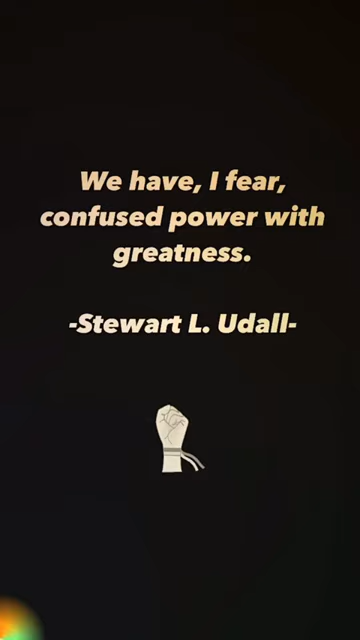 We have, I fear,
confused power with
greatness.
-Stewart L. Udall-